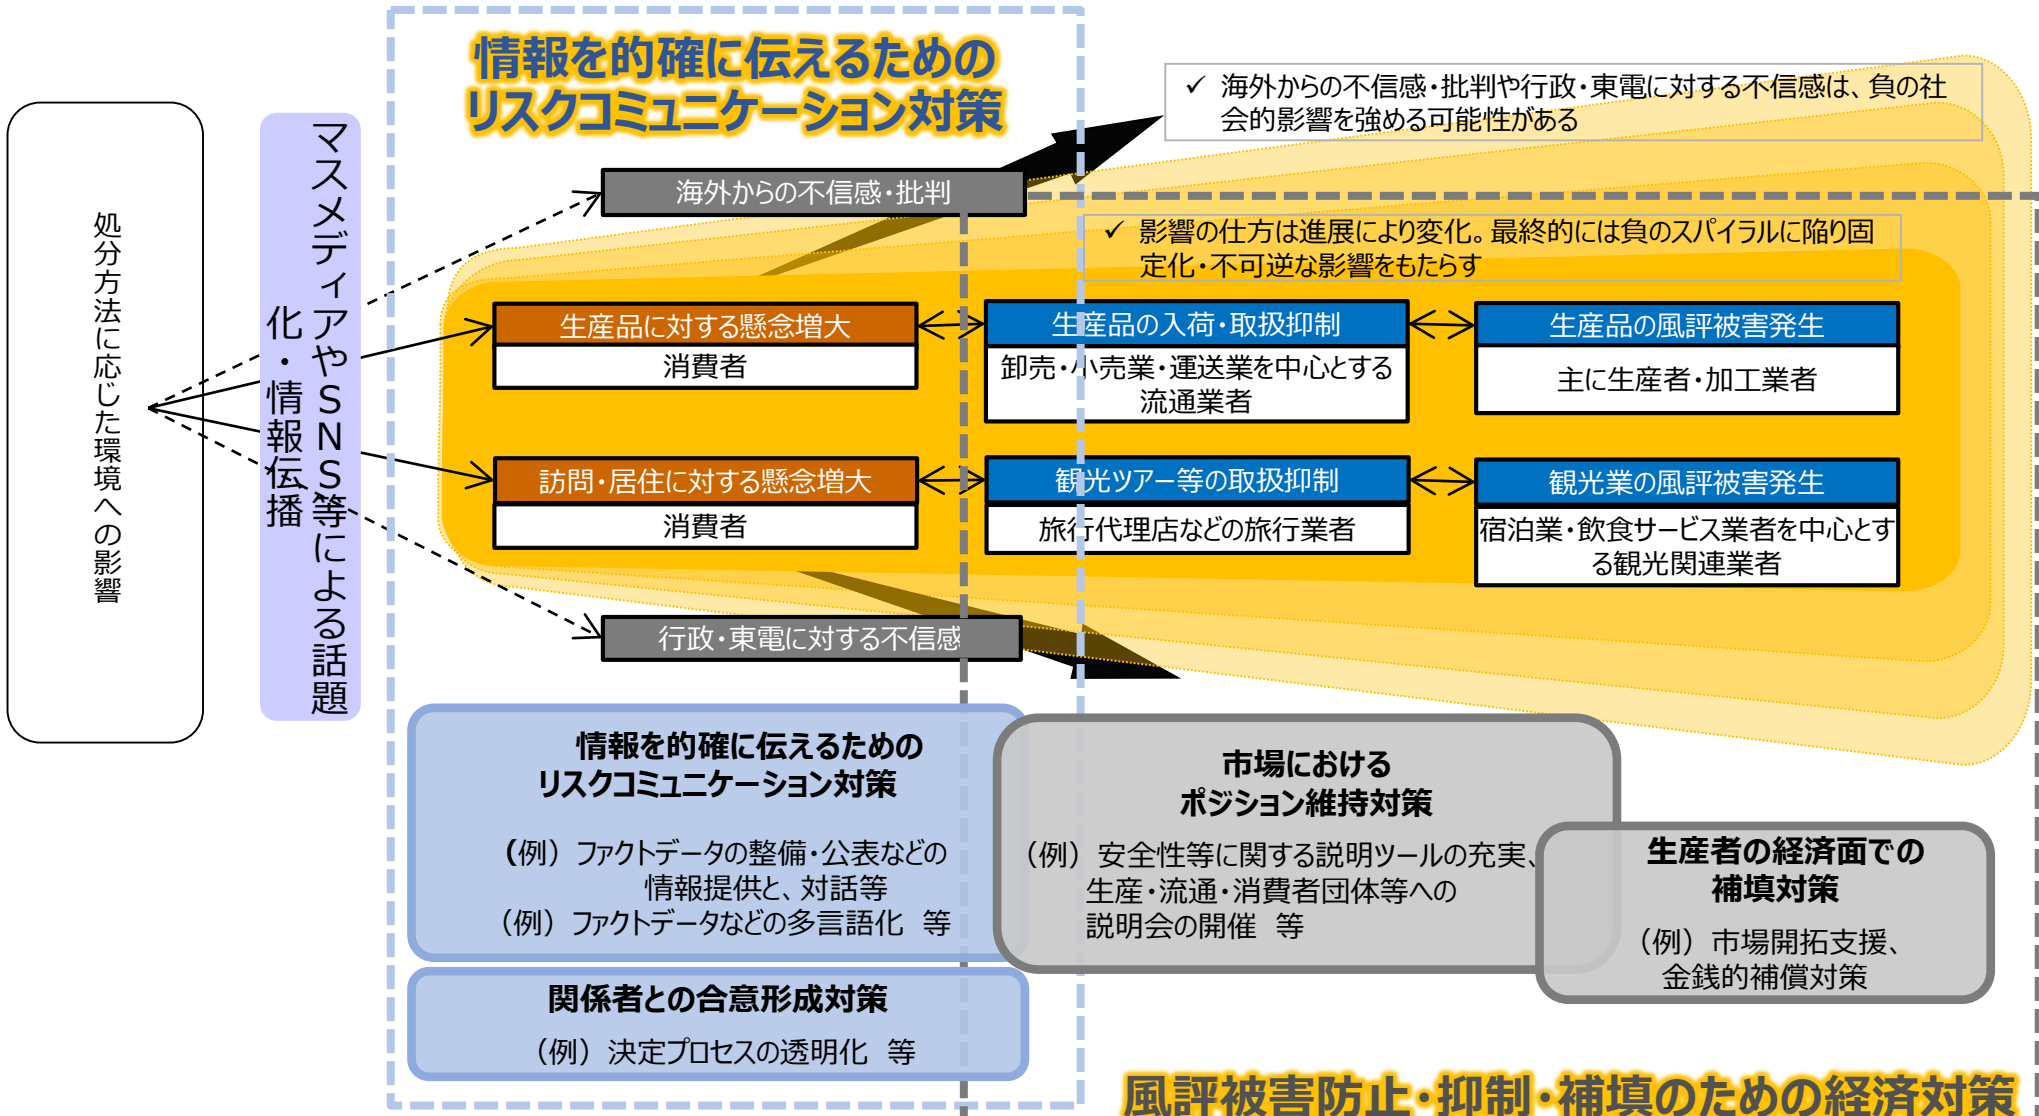 情報を的確に伝えるための
リスクコミュニケーション対策
✓ 海外からの不信感・批判や行政・東電に対する不信感は、負の社
会的影響を強める可能性がある
処分方法に応じた環境への影響
マスメディアやSNS等による話題
化・情報伝播
海外からの不信感・批判
✓ 影響の仕方は進展により変化。最終的には負のスパイラルに陥り固
定化・不可逆な影響をもたらす
生産品に対する懸念増大
消費者
生産品の入荷・取扱抑制
卸売・小売業・運送業を中心とする
流通業者
生産品の風評被害発生
主に生産者・加工業者
訪問・居住に対する懸念増大
消費者
観光ツアー等の取扱抑制
旅行代理店などの旅行業者
観光業の風評被害発生
宿泊業・飲食サービス業者を中心とす
る観光関連業者
行政・東電に対する不信感
情報を的確に伝えるための
リスクコミュニケーション対策
（例）ファクトデータの整備・公表などの
情報提供と、対話等
（例）ファクトデータなどの多言語化 等
関係者との合意形成対策
（例）決定プロセスの透明化 等
市場における
ポジション維持対策
（例）安全性等に関する説明ツールの充実、
生産・流通・消費者団体等への
説明会の開催 等
生産者の経済面での
補填対策
（例）市場開拓支援、
金銭的補償対策
風評被害防止・抑制・補填のための経済対策